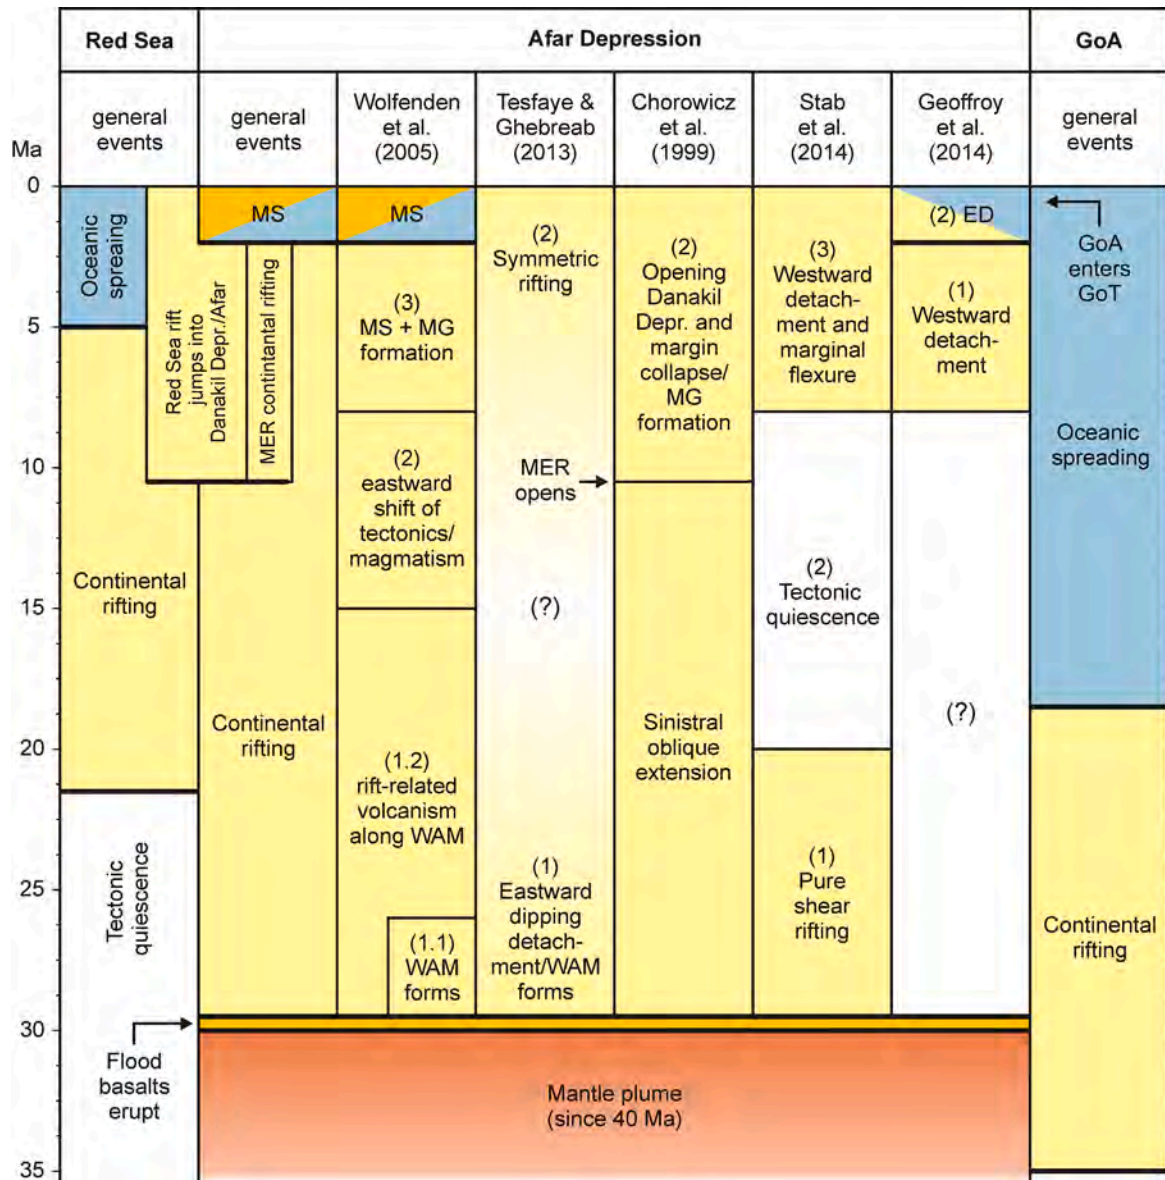 Red Sea
Afar Depression
GoA
general
events
general
events
Wolfenden
et al.
(2005)
Tesfaye &
Ghebreab
(2013)
Chorowicz
et al.
(1999)
Stab
et al.
(2014)
Geoffroy
et al.
(2014)
general
events
Ma
0
5
10
15
20
25
30
35
Oceanic
spreaing
Red Sea rift
jumps into
Danakil Depr./Afar
Continental
rifting
Tectonic
quiescence
Flood
basalts
erupt
MS
MER contintantal rifting
Continental
rifting
MS
(3)
MS + MG
formation
(2)
eastward
shift of
tectonics/
magmatism
(1.2)
rift-related
volcanism
along WAM
(1.1)
WAM
forms
(2)
Symmetric
rifting
MER
opens
(?)
(1)
Eastward
dipping
detach-
ment/WAM
forms
(2)
Opening
Danakil
Depr. and
margin
collapse/
MG
formation
Sinistral
oblique
extension
(3)
Westward
detach-
ment and
marginal
flexure
(2)
Tectonic
quiescence
(1)
Pure
shear
rifting
(2) ED
(1)
Westward
detach-
ment
(?)
GoA
enters
GoT
Oceanic
spreading
Continental
rifting
Mantle plume
(since 40 Ma)